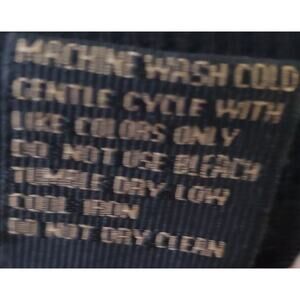 MACHINE WASH COLD
GENTLE CYCLE WITH
LIKE COLORS ONLY
DO NOT USE BLEACH
TUMBLE DRY LOW
COOL IRON
DO NOT DRY CLEAN